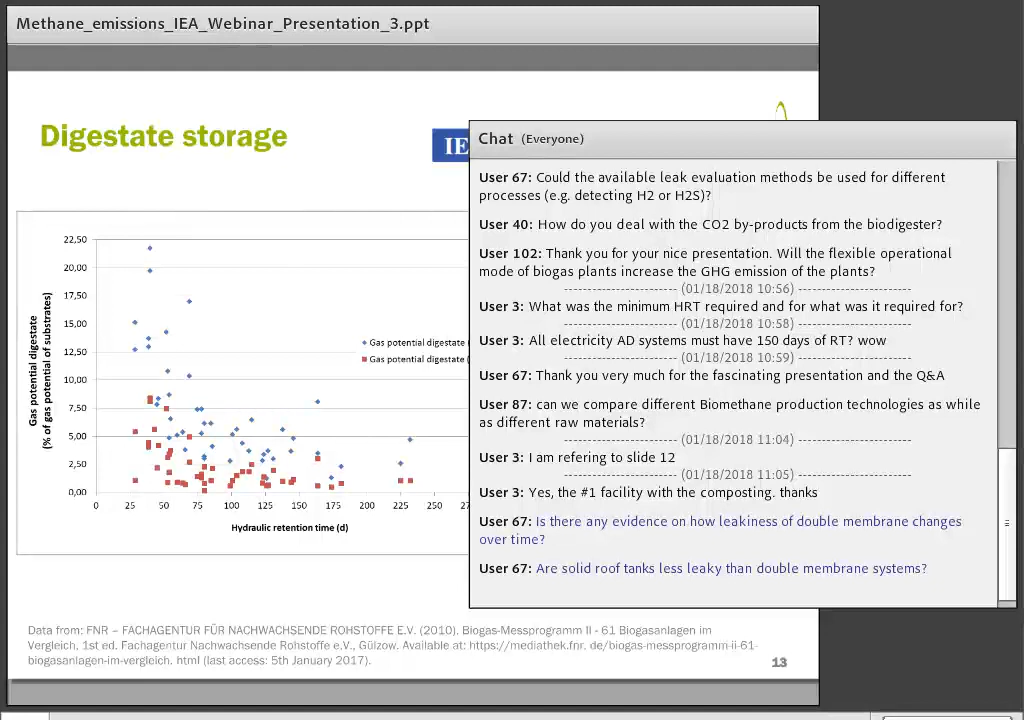 Methane_emissions_IEA_Webinar_Presentation_3.ppt
Digestate storage
IE
Gas potential digestate
(% of gas potential of substrates)
22,50
20,00
17,50
15,00
12,50
10,00
7,50
5,00
2,50
0,00
0 25 50 75 100 125 150 175 200 225 250 27
Hydraulic retention time (d)
Gas potential digestate (
Gas potential digestate (
Data from: FNR – FACHAGENTUR FÜR NACHWACHSENDE ROHSTOFFE E.V. (2010). Biogas-Messprogramm II - 61 Biogasanlagen im
Vergleich, 1st ed. Fachagentur Nachwachsende Rohstoffe e.V., Gülzow. Available at: https://mediathek.fnr. de/biogas-messprogramm-ii-61-
biogasanlagen-im-vergleich. html (last access: 5th January 2017).
13
Chat (Everyone)
User 67: Could the available leak evaluation methods be used for different
processes (e.g. detecting H2 or H2S)?
User 40: How do you deal with the CO2 by-products from the biodigester?
User 102: Thank you for your nice presentation. Will the flexible operational
mode of biogas plants increase the GHG emission of the plants?
------------------- (01/18/2018 10:56) -------------------
User 3: What was the minimum HRT required and for what was it required for?
------------------- (01/18/2018 10:58) -------------------
User 3: All electricity AD systems must have 150 days of RT? wow
------------------- (01/18/2018 10:59) -------------------
User 67: Thank you very much for the fascinating presentation and the Q&A
User 87: can we compare different Biomethane production technologies as while
as different raw materials?
------------------- (01/18/2018 11:04) -------------------
User 3: I am refering to slide 12
------------------- (01/18/2018 11:05) -------------------
User 3: Yes, the #1 facility with the composting. thanks
User 67: Is there any evidence on how leakiness of double membrane changes
over time?
User 67: Are solid roof tanks less leaky than double membrane systems?